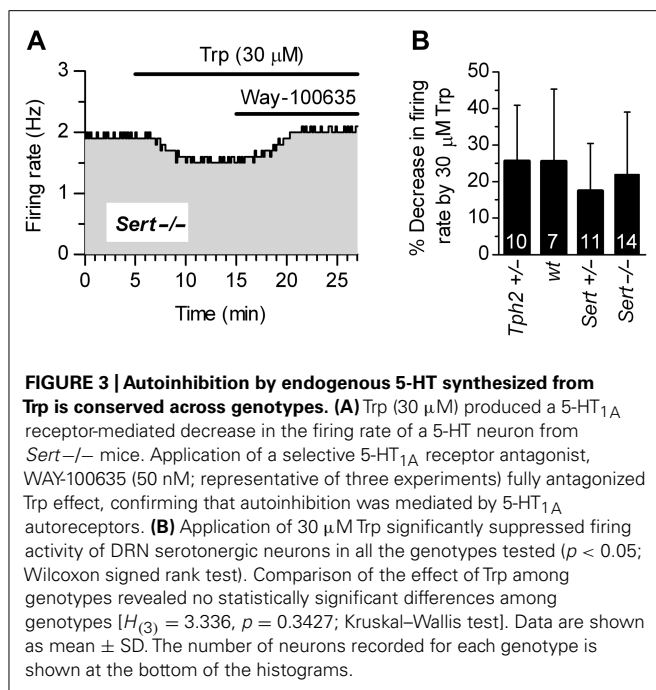 A
Trp (30 μM)
Way-100635
3
2
1
0
Firing rate (Hz)
Sert−/−
0 10 20
Time (min)
B
50
40
30
20
10
0
% Decrease in firing
rate by 30 μM Trp
10 7 11 14
Tph2 +/−
wt
Sert +/−
Sert −/−
FIGURE 3 | Autoinhibition by endogenous 5-HT synthesized from
Trp is conserved across genotypes. (A) Trp (30 μM) produced a 5-HT1A
receptor-mediated decrease in the firing rate of a 5-HT neuron from
Sert−/− mice. Application of a selective 5-HT1A receptor antagonist,
WAY-100635 (50 nM; representative of three experiments) fully antagonized
Trp effect, confirming that autoinhibition was mediated by 5-HT1A
autoreceptors. (B) Application of 30 μM Trp significantly suppressed firing
activity of DRN serotonergic neurons in all the genotypes tested (p < 0.05;
Wilcoxon signed rank test). Comparison of the effect of Trp among
genotypes revealed no statistically significant differences among
genotypes [H(3) = 3.336, p = 0.3427; Kruskal–Wallis test]. Data are shown
as mean ± SD. The number of neurons recorded for each genotype is
shown at the bottom of the histograms.